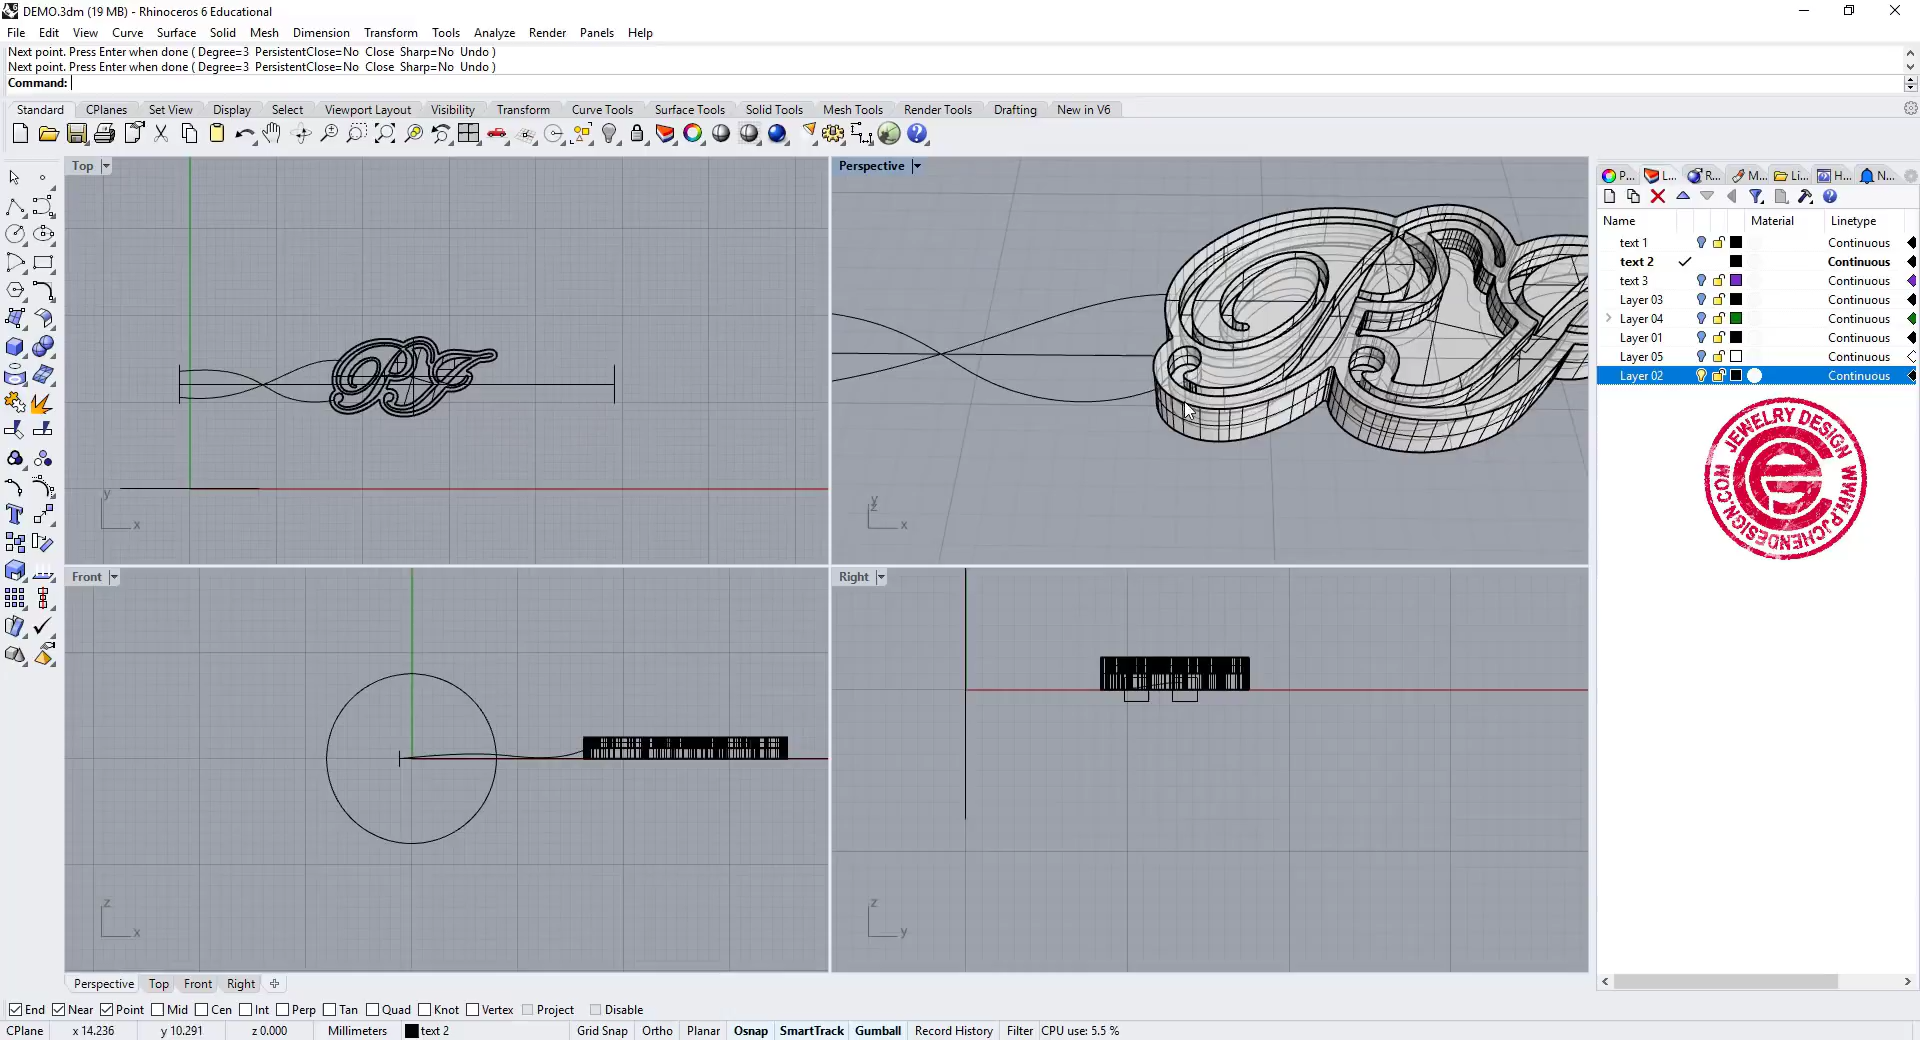 DEMO.3dm (19 MB) - Rhinoceros 6 Educational
File Edit View Curve Surface Solid Mesh Dimension Transform Tools Analyze Render Panels Help
Next point. Press Enter when done ( Degree=3 PersistentClose=No Close Sharp=No Undo )
Next point. Press Enter when done ( Degree=3 PersistentClose=No Close Sharp=No Undo )
Command:
Standard CPlanes Set View Display Select Viewport Layout Visibility Transform Curve Tools Surface Tools Solid Tools Mesh Tools Render Tools Drafting New in V6
Top
Perspective
P... L... R... M... Li... H... N...
Name Material Linetype
text 1 Continuous
text 2 Continuous
text 3 Continuous
Layer 03 Continuous
Layer 04 Continuous
Layer 01 Continuous
Layer 05 Continuous
Layer 02 Continuous
JEWELRY DESIGN WWW.PJCHENDESIGN.COM
y x
y z x
Front
Right
z x
z y
Perspective Top Front Right
End Near Point Mid Cen Int Perp Tan Quad Knot Vertex Project Disable
CPlane x 14.236 y 10.291 z 0.000 Millimeters text 2 Grid Snap Ortho Planar Osnap SmartTrack Gumball Record History Filter CPU use: 5.5 %